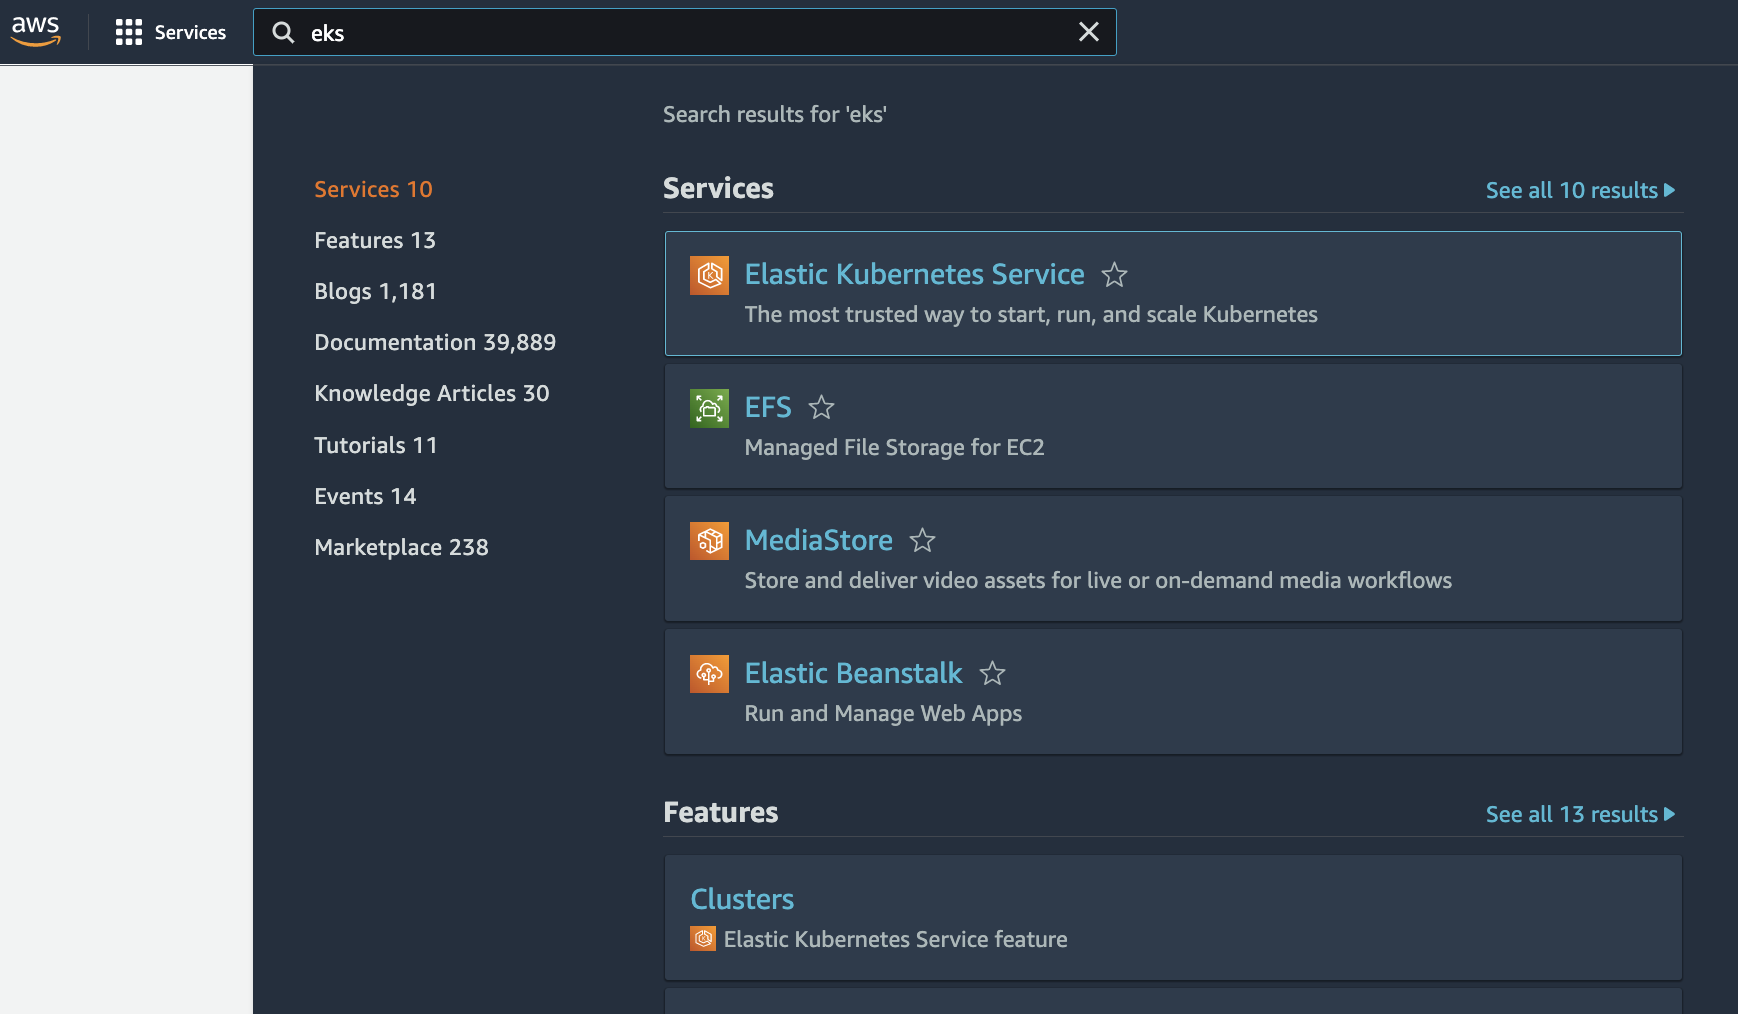 aws
Services
eks
Search results for 'eks'
Services 10
Features 13
Blogs 1,181
Documentation 39,889
Knowledge Articles 30
Tutorials 11
Events 14
Marketplace 238
Services
See all 10 results
Elastic Kubernetes Service
The most trusted way to start, run, and scale Kubernetes
EFS
Managed File Storage for EC2
MediaStore
Store and deliver video assets for live or on-demand media workflows
Elastic Beanstalk
Run and Manage Web Apps
Features
See all 13 results
Clusters
Elastic Kubernetes Service feature